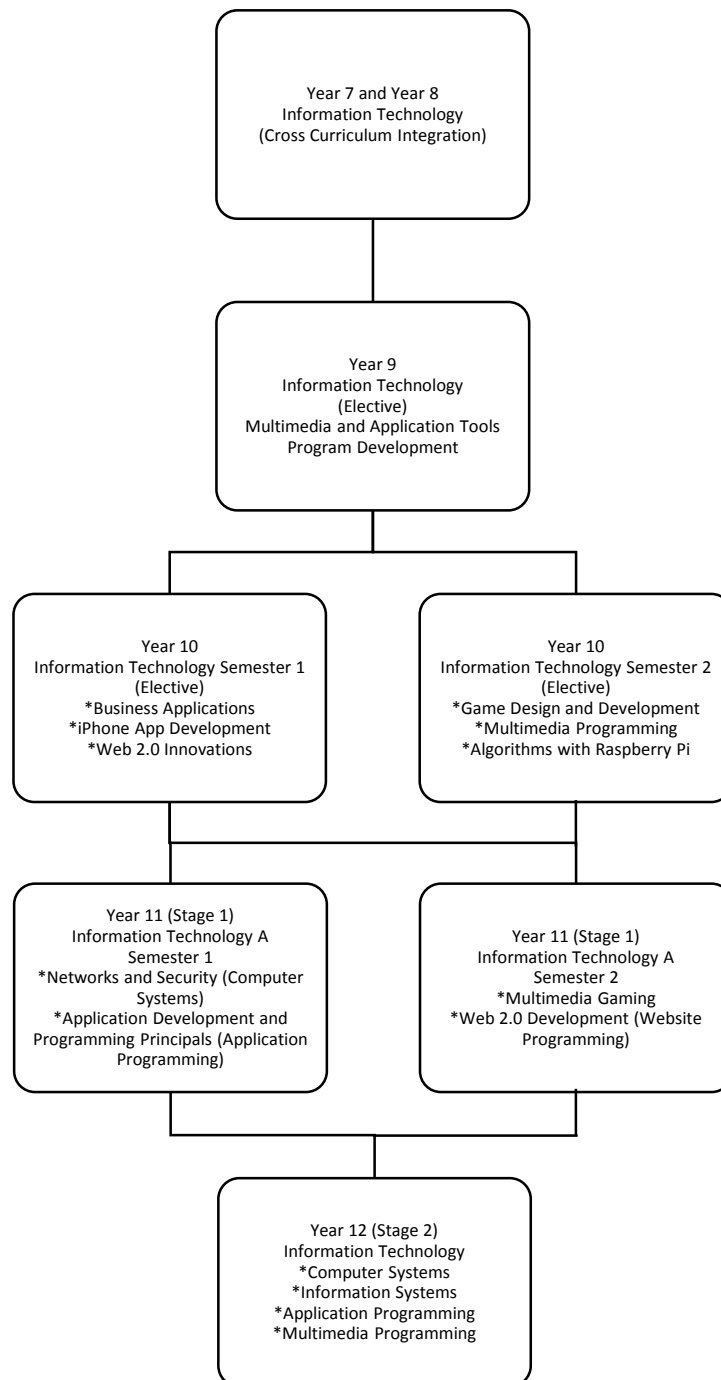 Year 7 and Year 8
Information Technology
(Cross Curriculum Integration)
Year 9
Information Technology
(Elective)
Multimedia and Application Tools
Program Development
Year 10
Information Technology Semester 1
(Elective)
*Business Applications
*iPhone App Development
*Web 2.0 Innovations
Year 10
Information Technology Semester 2
(Elective)
*Game Design and Development
*Multimedia Programming
*Algorithms with Raspberry Pi
Year 11 (Stage 1)
Information Technology A
Semester 1
*Networks and Security (Computer
Systems)
*Application Development and
Programming Principals (Application
Programming)
Year 11 (Stage 1)
Information Technology A
Semester 2
*Multimedia Gaming
*Web 2.0 Development (Website
Programming)
Year 12 (Stage 2)
Information Technology
*Computer Systems
*Information Systems
*Application Programming
*Multimedia Programming